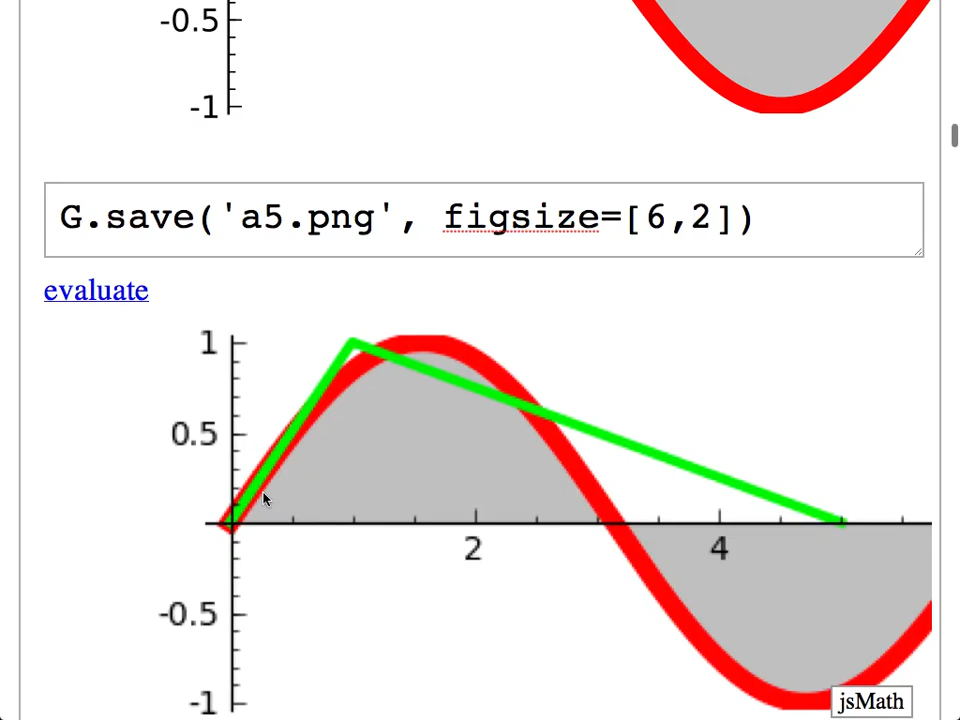 -0.5
-1
G.save('a5.png', figsize=[6,2])
evaluate
1
0.5
2 4
-0.5
-1
jsMath